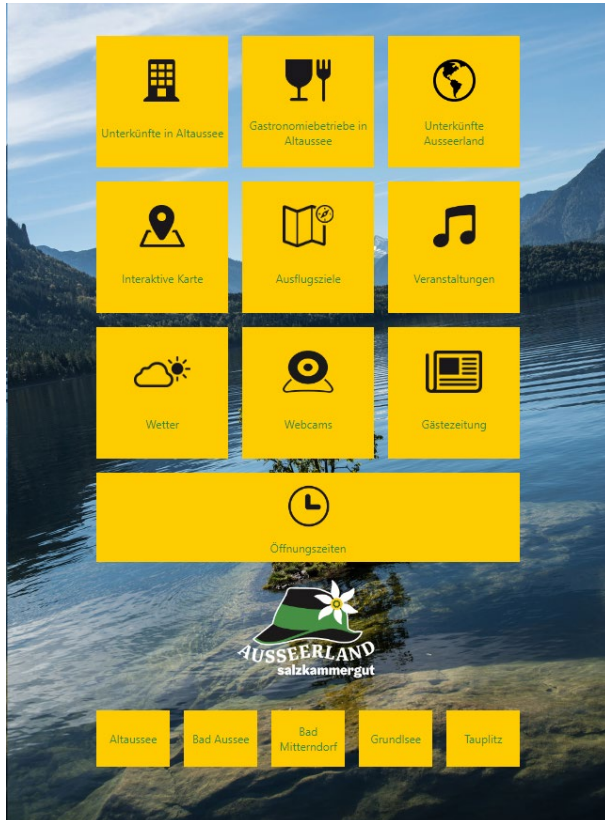 Unterkünfte in Altaussee
Gastronomiebetriebe in
Altaussee
Unterkünfte
Ausseerland
Interaktive Karte
Ausflugsziele
Veranstaltungen
Wetter
Webcams
Gästezeitung
Öffnungszeiten
AUSSEERLAND
salzkammergut
Altaussee
Bad Aussee
Bad
Mitterndorf
Grundlsee
Tauplitz